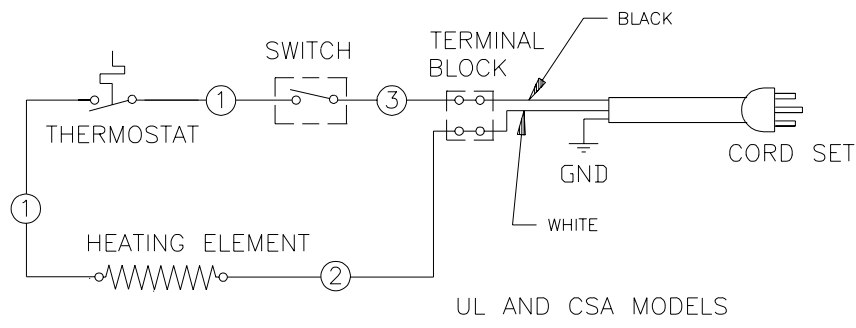 BLACK
TERMINAL
BLOCK
SWITCH
1
3
THERMOSTAT
CORD SET
GND
1
WHITE
HEATING ELEMENT
2
UL AND CSA MODELS